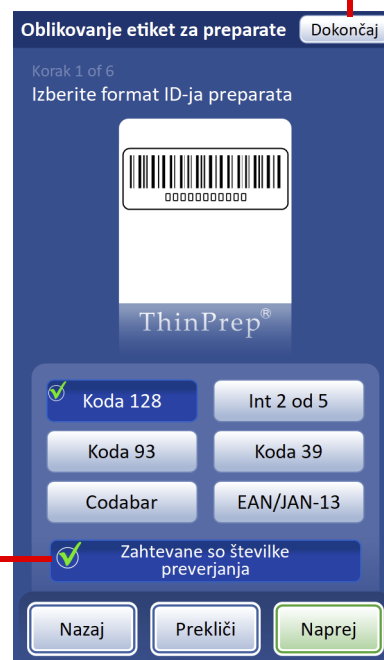 Oblikovanje etiket za preparate Dokončaj
Korak 1 of 6
Izberite format ID-ja preparata
00000000000
ThinPrep®
Koda 128 Int 2 od 5
Koda 93 Koda 39
Codabar EAN/JAN-13
Zahtevane so številke
preverjanja
Nazaj Prekliči Naprej